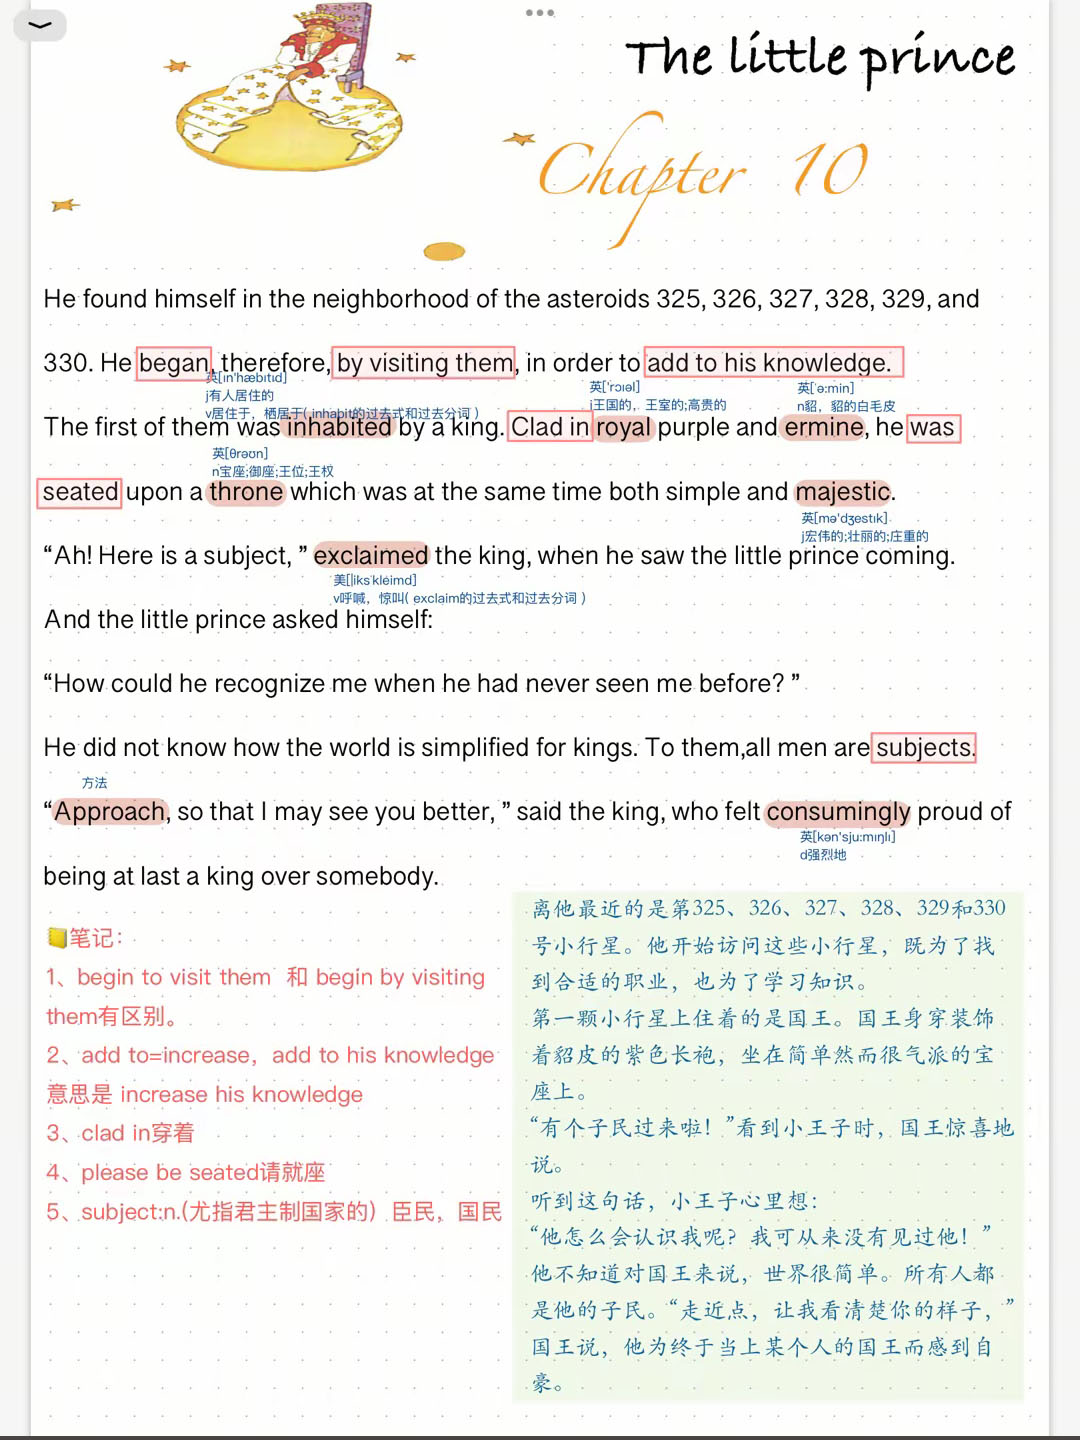 The little prince
Chapter 10
He found himself in the neighborhood of the asteroids 325, 326, 327, 328, 329, and
330. He began, therefore, by visiting them, in order to add to his knowledge.
英[ɪn'hæbɪtɪd]
j有人居住的
v居住于，栖居于( inhabit的过去式和过去分词 )
英['rɔɪəl]
j王国的，王室的;高贵的
英['ə:min]
n貂，貂的白毛皮
The first of them was inhabited by a king. Clad in royal purple and ermine, he was
英[θrəʊn]
n宝座;御座;王位;王权
seated upon a throne which was at the same time both simple and majestic.
英[mə'dʒestɪk]
j宏伟的;壮丽的;庄重的
“Ah! Here is a subject, ” exclaimed the king, when he saw the little prince coming.
美[ɪksˈkleimd]
v呼喊，惊叫( exclaim的过去式和过去分词 )
And the little prince asked himself:
“How could he recognize me when he had never seen me before? ”
He did not know how the world is simplified for kings. To them,all men are subjects.
方法
“Approach, so that I may see you better, ” said the king, who felt consumingly proud of
英[kən'sju:mɪŋlɪ]
d强烈地
being at last a king over somebody.
笔记：
1、begin to visit them 和 begin by visiting
them有区别。
2、add to=increase，add to his knowledge
意思是 increase his knowledge
3、clad in穿着
4、please be seated请就座
5、subject:n.(尤指君主制国家的）臣民，国民
离他最近的是第325、326、327、328、329和330
号小行星。他开始访问这些小行星，既为了找
到合适的职业，也为了学习知识。
第一颗小行星上住着的是国王。国王身穿装饰
着貂皮的紫色长袍，坐在简单然而很气派的宝
座上。
“有个子民过来啦！”看到小王子时，国王惊喜地
说。
听到这句话，小王子心里想：
“他怎么会认识我呢？我可从来没有见过他！”
他不知道对国王来说，世界很简单。所有人都
是他的子民。“走近点，让我看清楚你的样子，”
国王说，他为终于当上某个人的国王而感到自
豪。